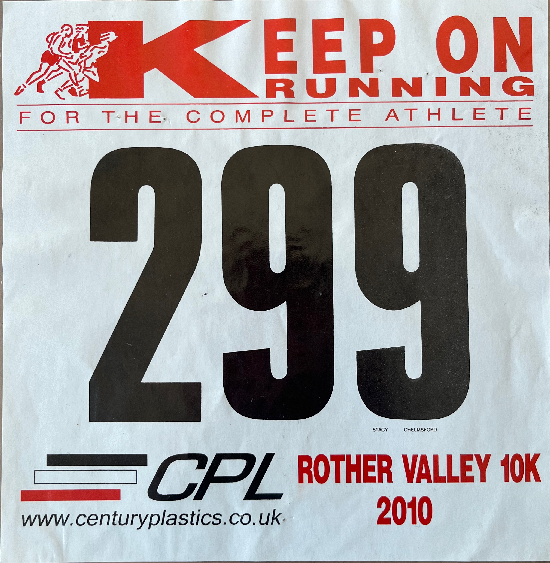 KEEP ON
RUNNING
FOR THE COMPLETE ATHLETE
299
CPL
ROTHER VALLEY 10K
2010
www.centuryplastics.co.uk